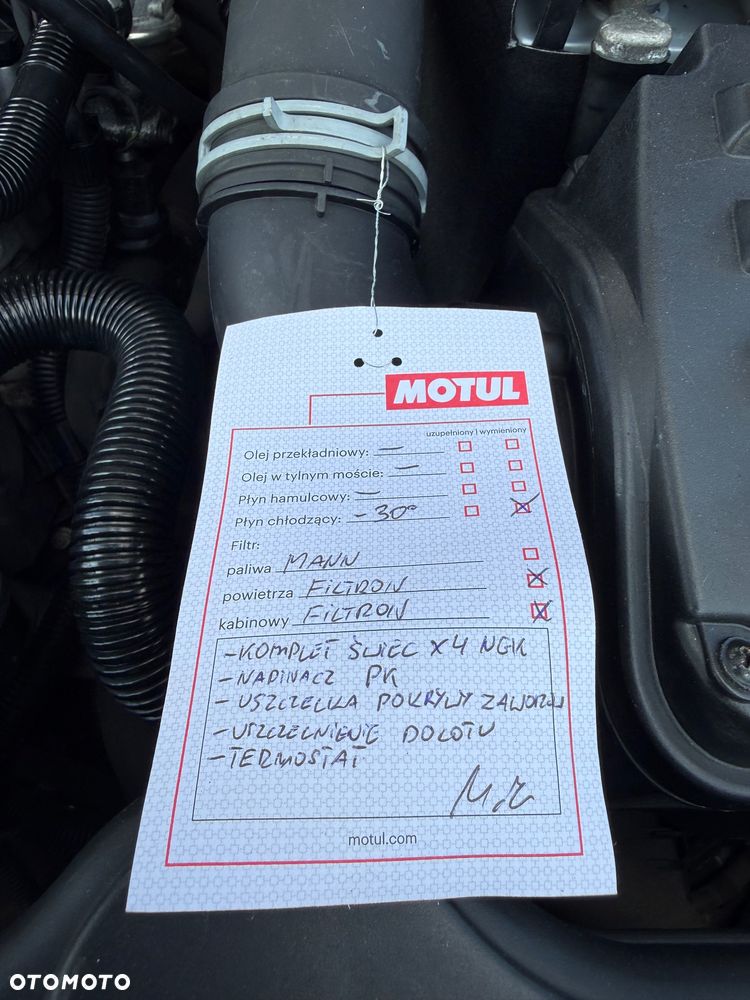 MOTUL
uzupełniony | wymieniony
Olej przekładniowy: —
Olej w tylnym moście: —
Płyn hamulcowy: —
Płyn chłodzący: -30°
Filtr:
paliwa MANN
powietrza FILTRON
kabinowy FILTRON
- KOMPLET ŚWIEC X4 NGK
- NAPINACZ PK
- USZCZELKA POKRYWY ZAWORÓW
- USZCZELNIENIE DOLOTU
- TERMOSTAT
motul.com
OTOMOTO